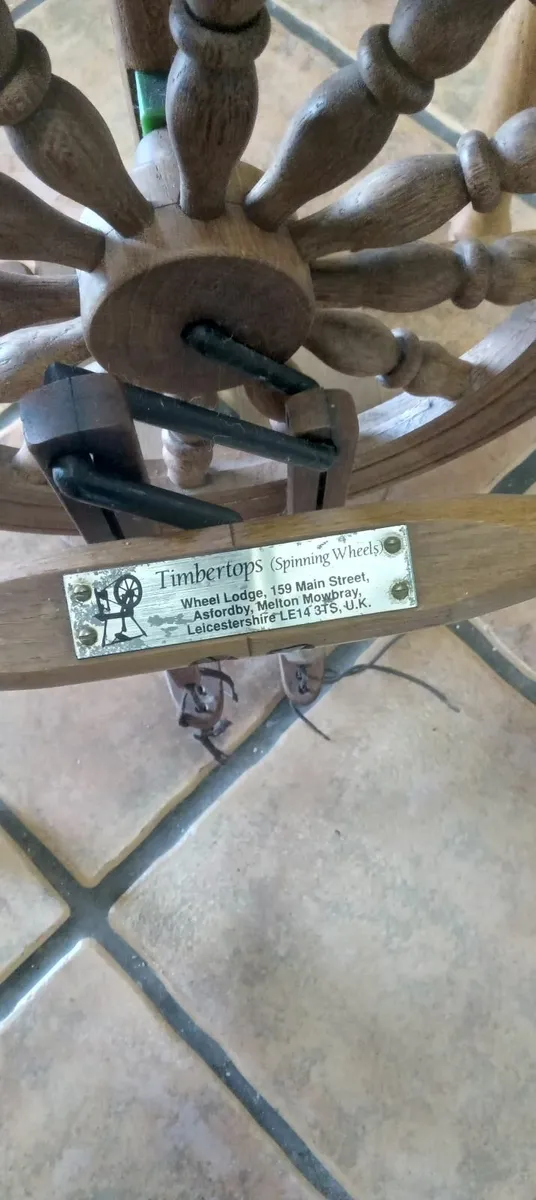 Timbertops (Spinning Wheels)
Wheel Lodge, 159 Main Street,
Asfordby, Melton Mowbray,
Leicestershire LE14 3TS, U.K.